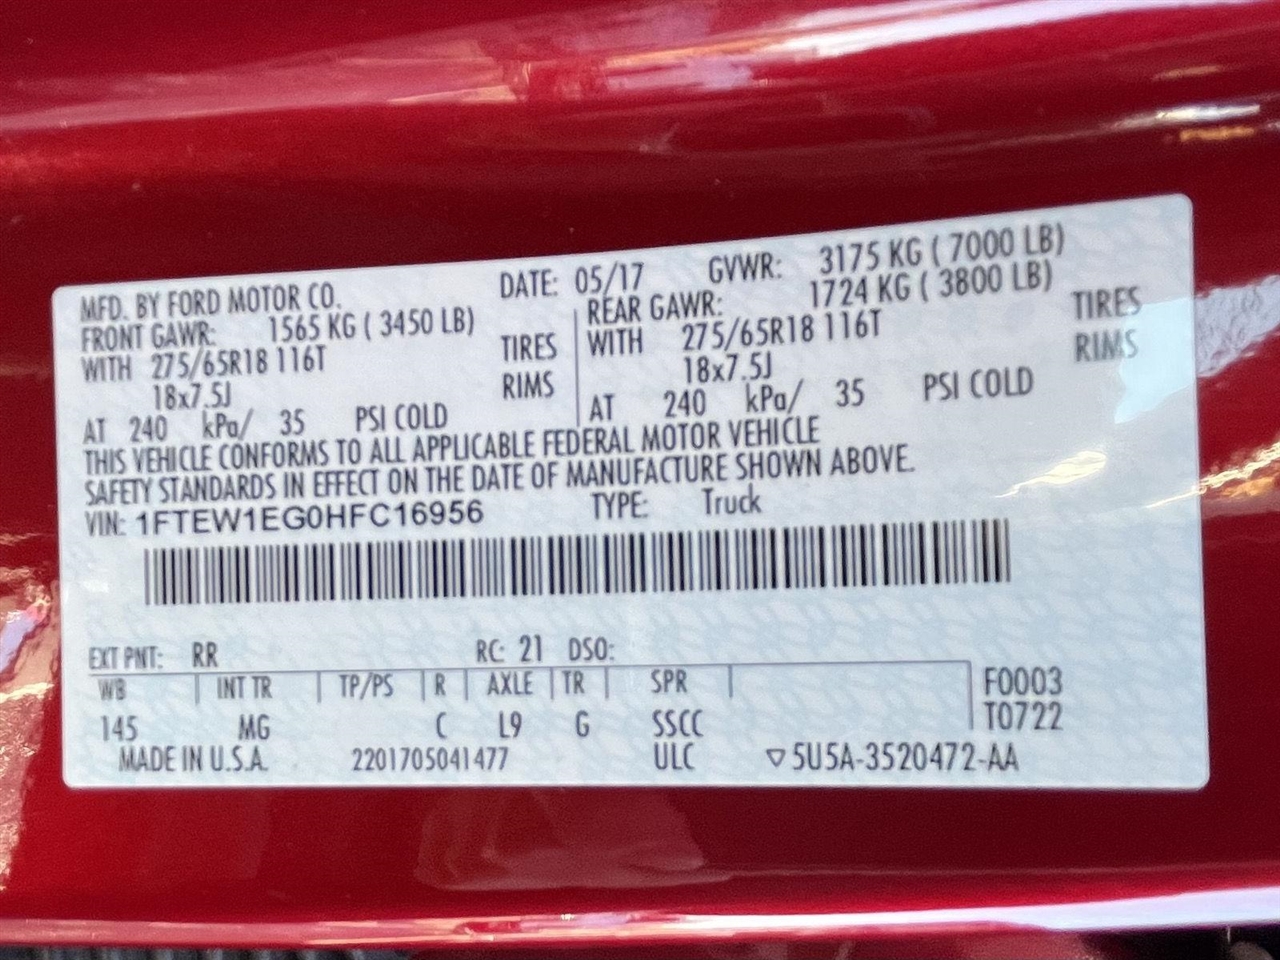 MFD. BY FORD MOTOR CO. DATE: 05/17 GVWR: 3175 KG ( 7000 LB)
FRONT GAWR: 1565 KG ( 3450 LB) REAR GAWR: 1724 KG ( 3800 LB)
WITH 275/65R18 116T TIRES WITH 275/65R18 116T TIRES
18x7.5J RIMS 18x7.5J RIMS
AT 240 kPa/ 35 PSI COLD AT 240 kPa/ 35 PSI COLD
THIS VEHICLE CONFORMS TO ALL APPLICABLE FEDERAL MOTOR VEHICLE
SAFETY STANDARDS IN EFFECT ON THE DATE OF MANUFACTURE SHOWN ABOVE.
VIN: 1FTEW1EG0HFC16956 TYPE: Truck
EXT PNT: RR RC: 21 DSO:
WB INT TR TP/PS R AXLE TR SPR F0003
145 MG C L9 G SSCC T0722
MADE IN U.S.A. 2201705041477 ULC ▽5U5A-3520472-AA